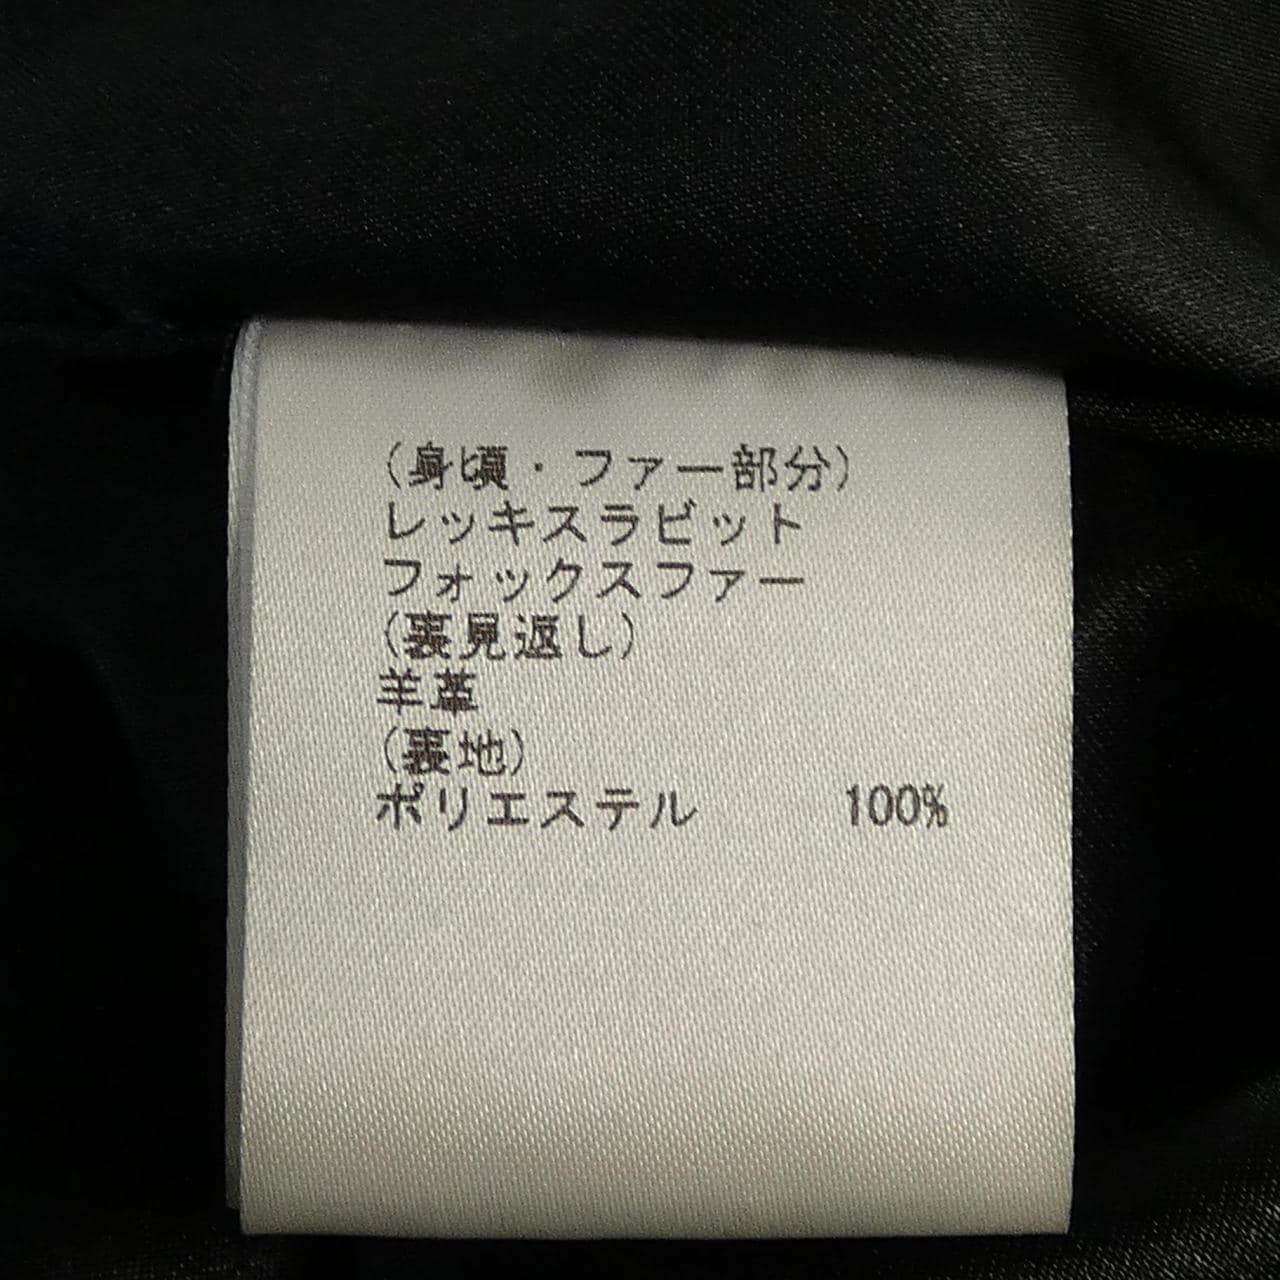 (身頃・ファー部分)
レッキスラビット
フォックスファー
(裏見返し)
羊革
(裏地)
ポリエステル 100%